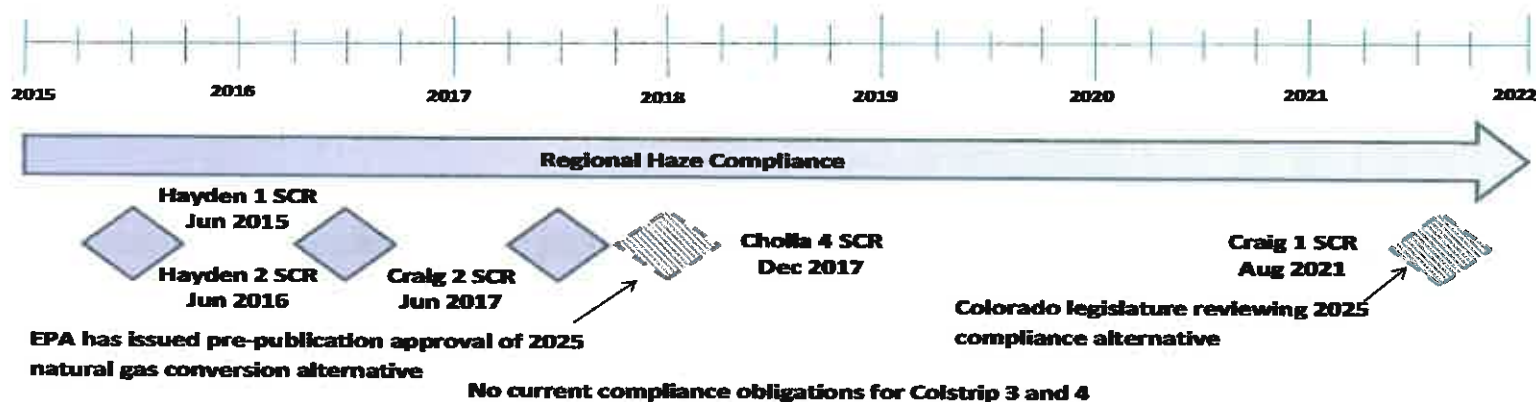 2015 2016 2017 2018 2019 2020 2021 2022
Regional Haze Compliance
Hayden 1 SCR
Jun 2015
Hayden 2 SCR
Jun 2016
Craig 2 SCR
Jun 2017
Cholla 4 SCR
Dec 2017
Craig 1 SCR
Aug 2021
EPA has issued pre-publication approval of 2025
natural gas conversion alternative
Colorado legislature reviewing 2025
compliance alternative
No current compliance obligations for Colstrip 3 and 4